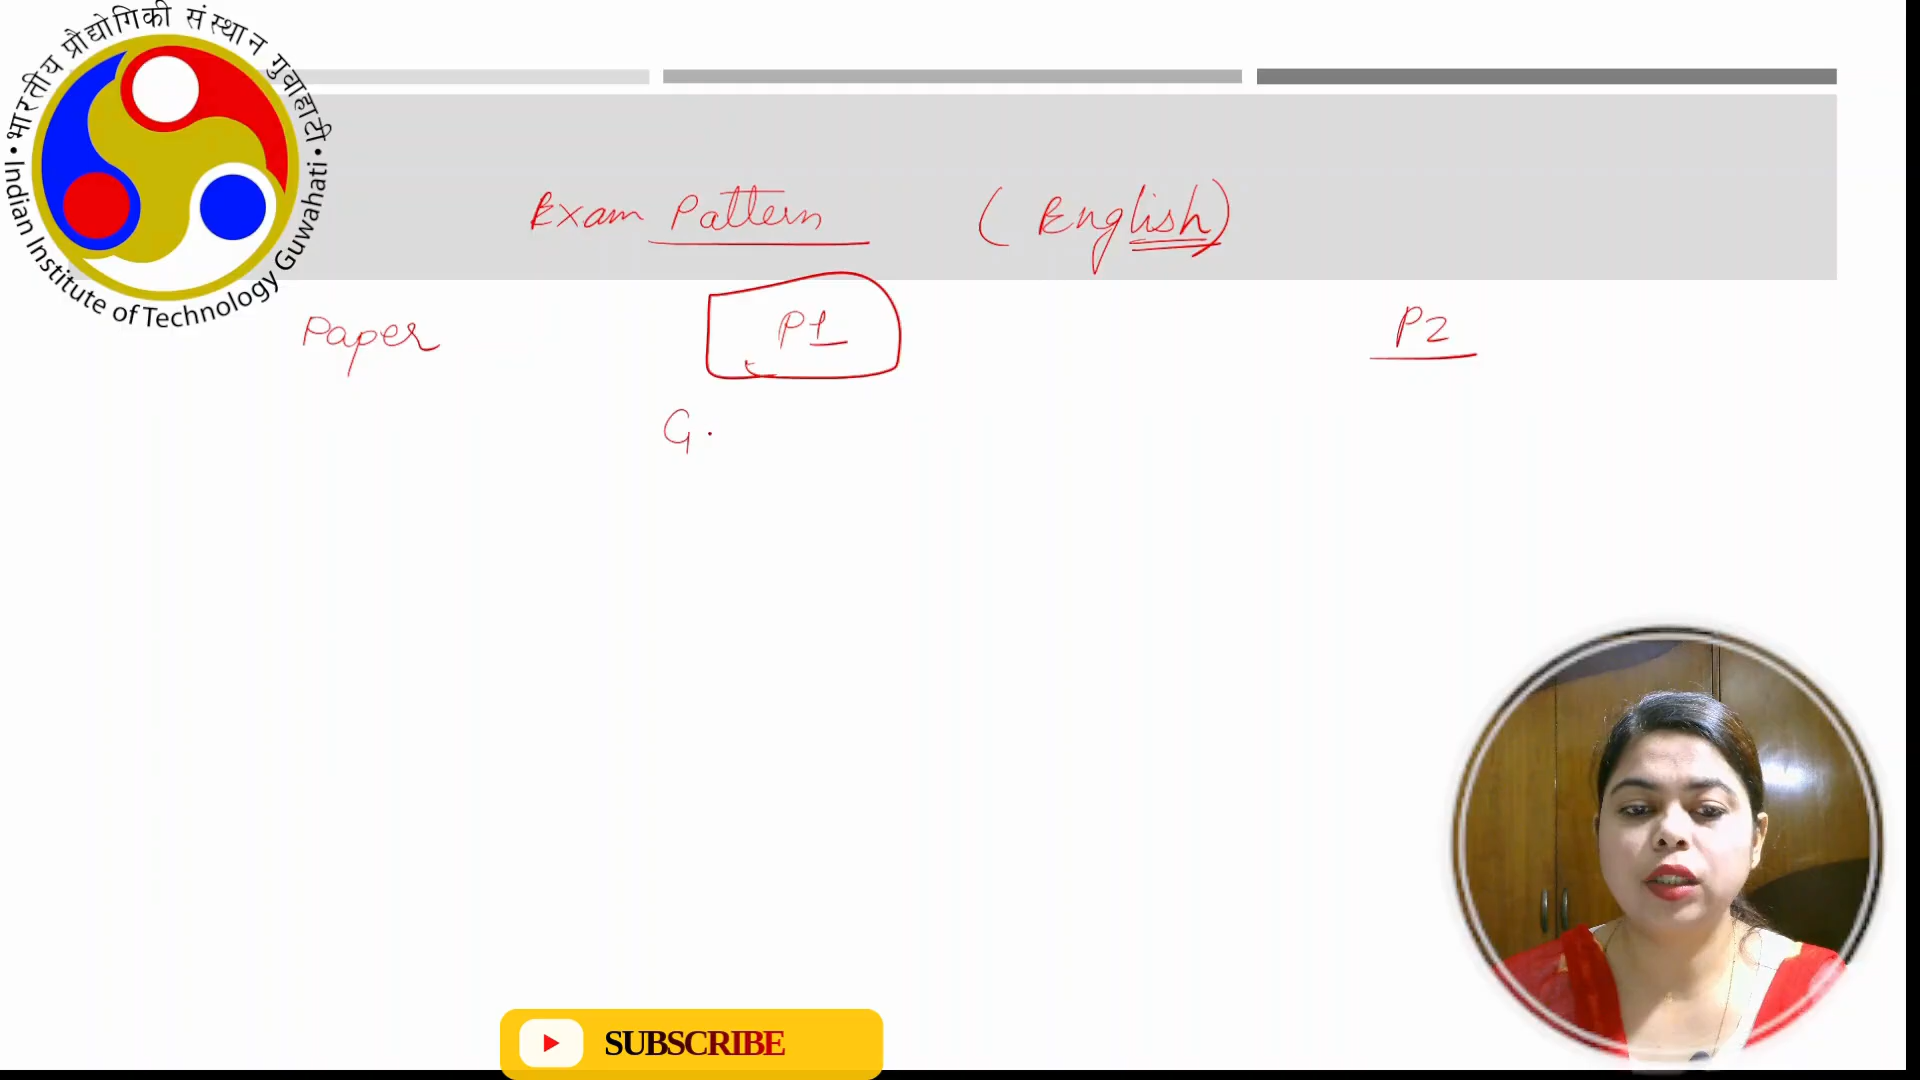 भारतीय प्रौद्योगिकी संस्थान गुवाहाटी
Indian Institute of Technology Guwahati
Exam Pattern (English)
Paper P1 P2
G.
SUBSCRIBE